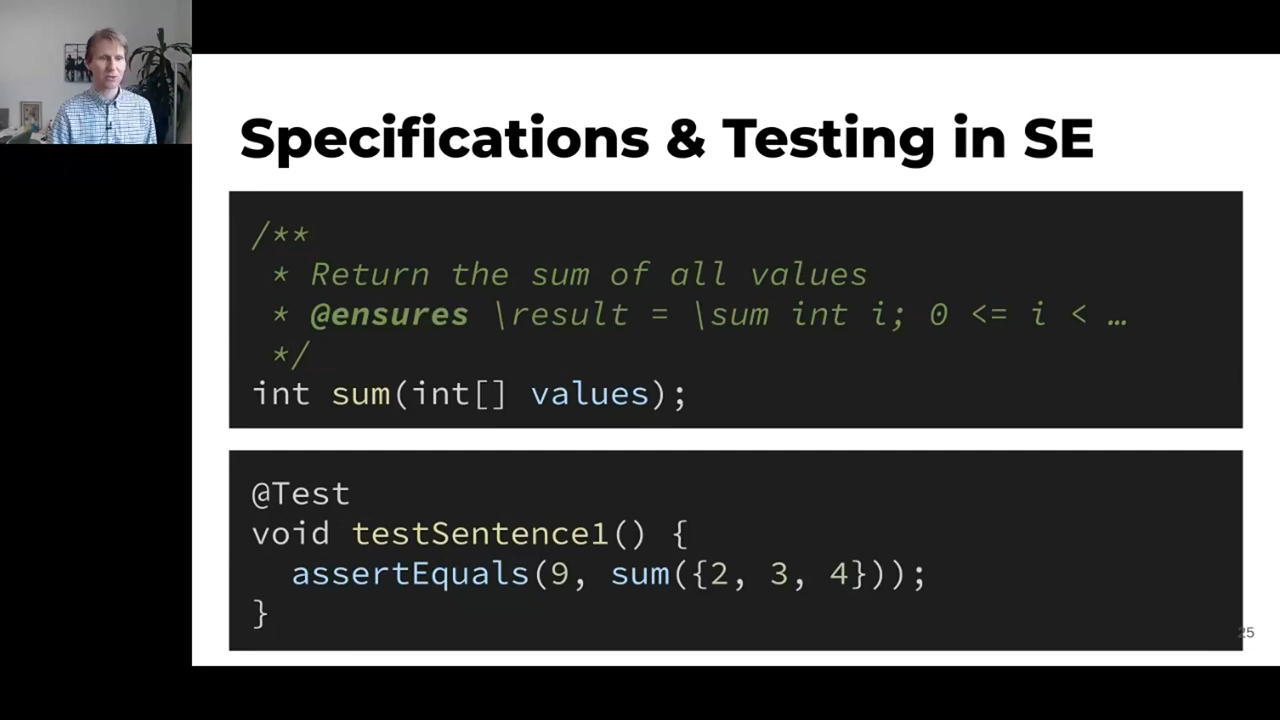 Specifications & Testing in SE
/**
* Return the sum of all values
* @ensures \result = \sum int i; 0 <= i < …
*/
int sum(int[] values);
@Test
void testSentence1() {
assertEquals(9, sum({2, 3, 4}));
}
25